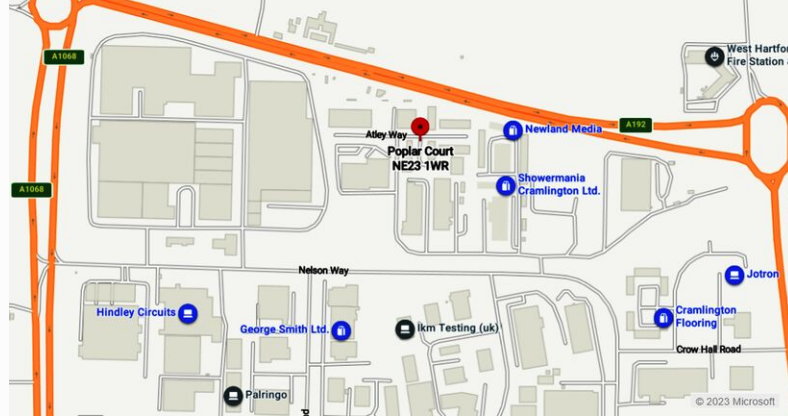 A1068
West Hartfo
Fire Station
A192
Newland Media
Atley Way
Poplar Court
NE23 1WR
Showermania
Cramlington Ltd.
A1068
Nelson Way
Jotron
Hindley Circuits
Cramlington
Flooring
George Smith Ltd.
Ikm Testing (uk)
Crow Hall Road
Palringo
© 2023 Microsoft